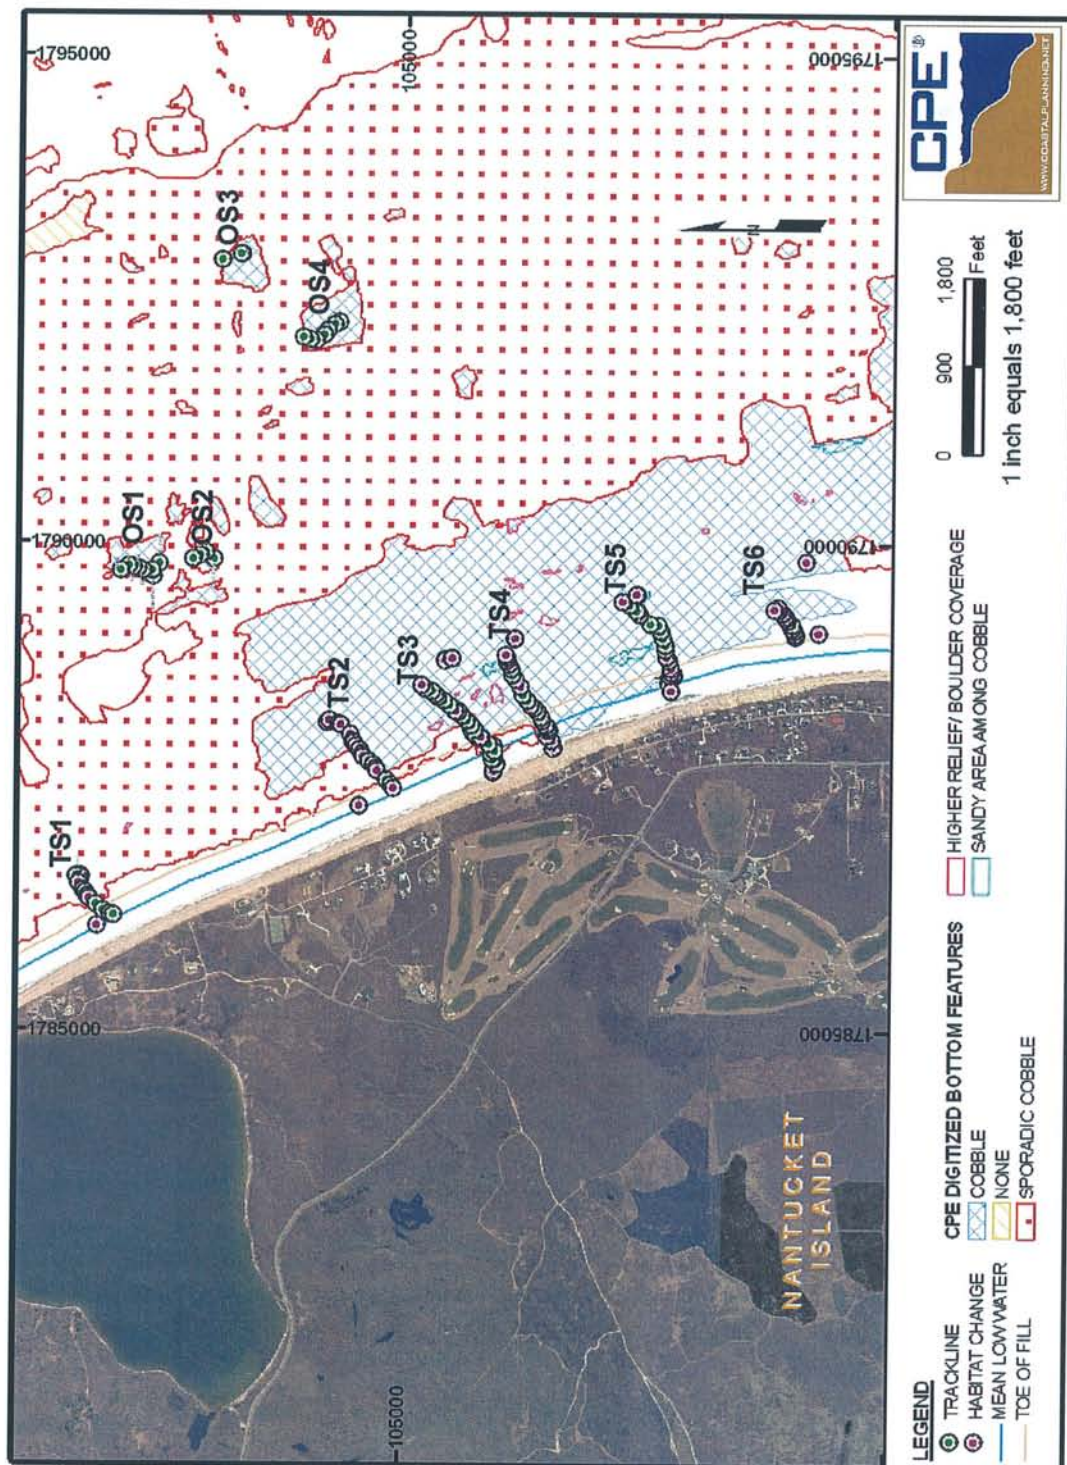 1795000
1790000
1785000
105000
105000
1795000
1790000
1785000
OS1
OS2
OS3
OS4
TS1
TS2
TS3
TS4
TS5
TS6
N
NANTUCKET
ISLAND
LEGEND
TRACKLINE
HABITAT CHANGE
MEAN LOW WATER
TOE OF FILL
CPE DIGITIZED BOTTOM FEATURES
COBBLE
NONE
SPORADIC COBBLE
HIGHER RELIEF/ BOULDER COVERAGE
SANDY AREA AMONG COBBLE
0 900 1,800
Feet
1 inch equals 1,800 feet
CPE®
WWW.COASTALPLANNING.NET